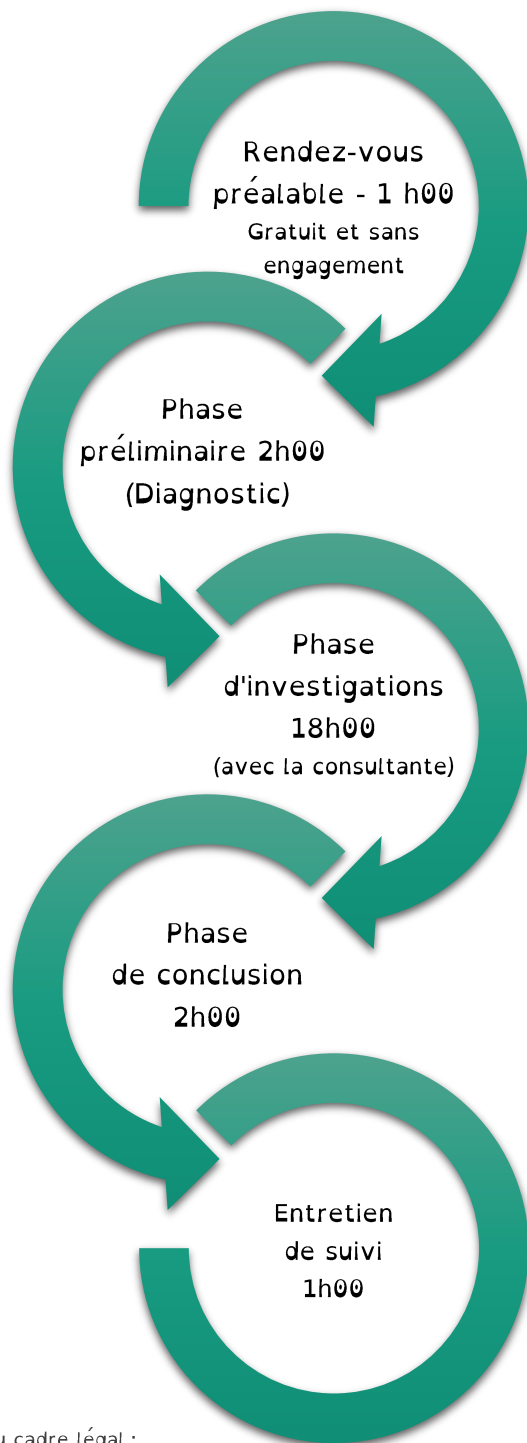 Rendez-vous
préalable - 1 h00
Gratuit et sans
engagement
Phase
préliminaire 2h00
(Diagnostic)
Phase
d'investigations
18h00
(avec la consultante)
Phase
de conclusion
2h00
Entretien
de suivi
1h00
cadre légal :